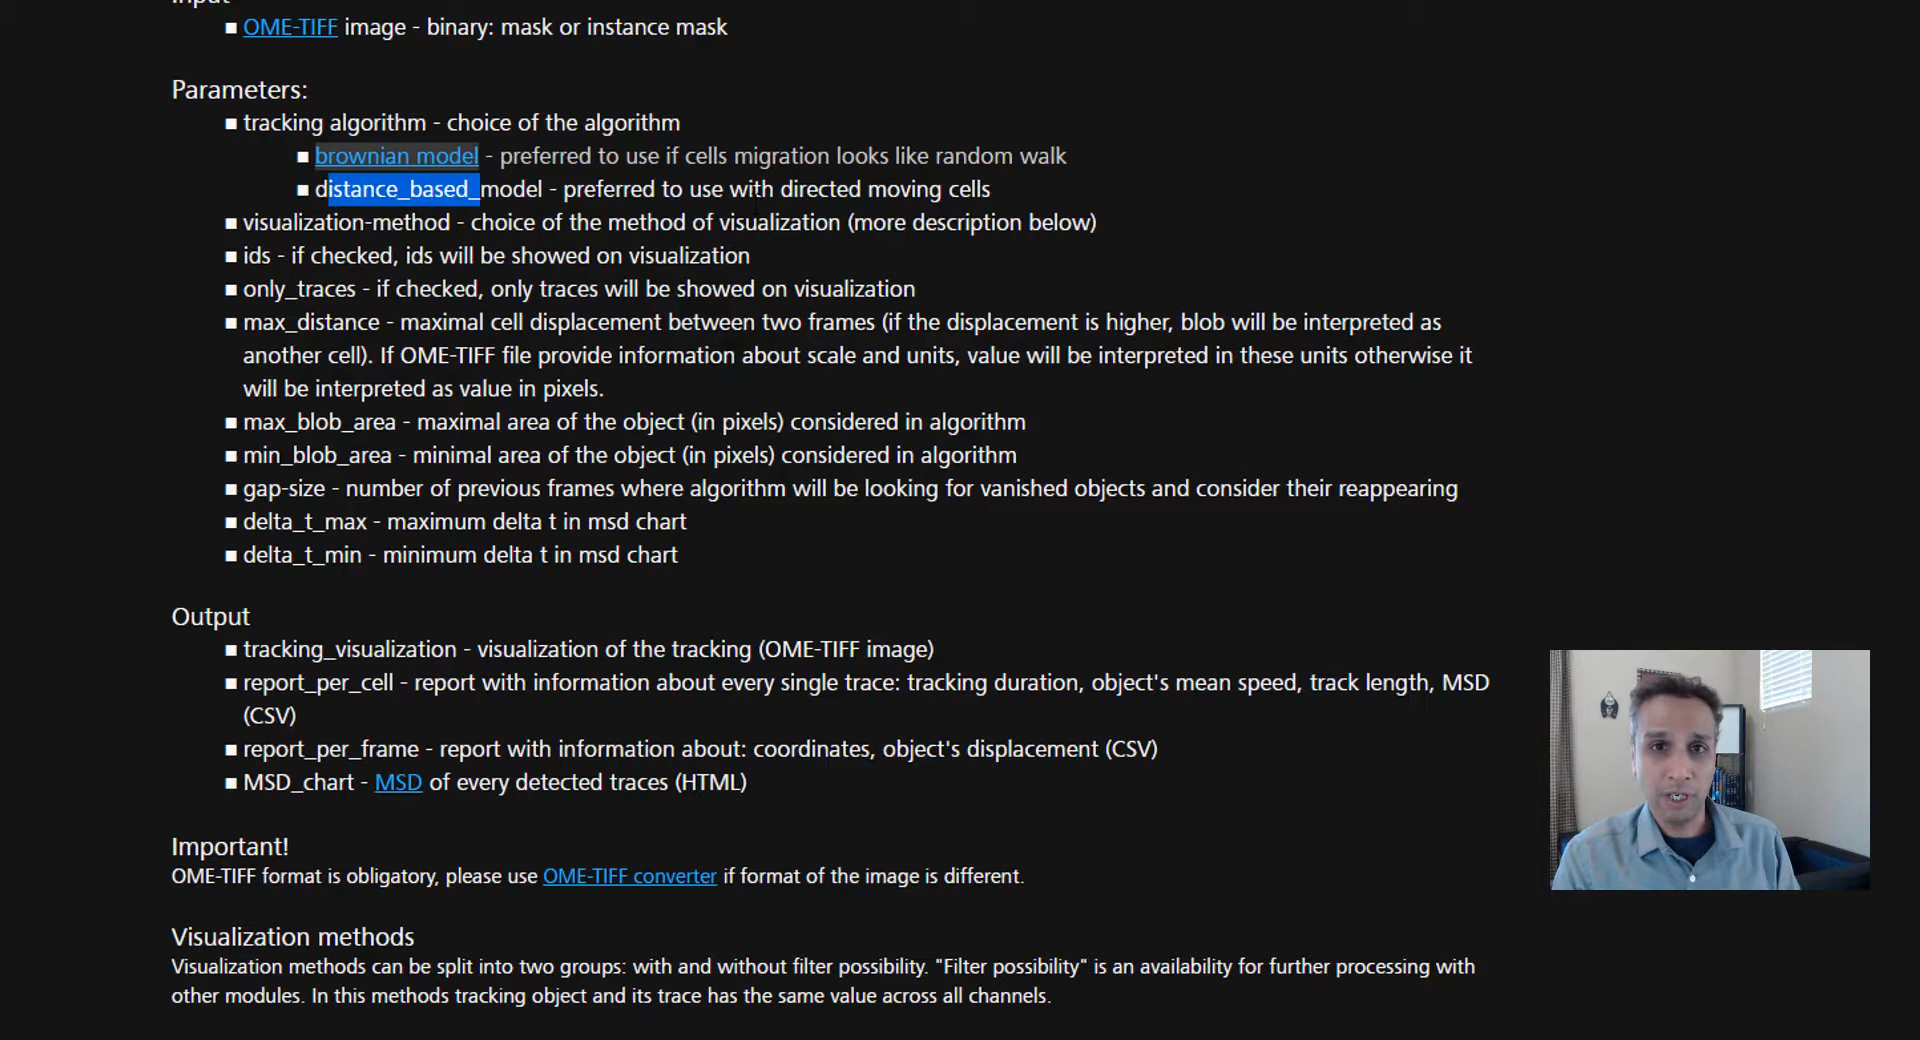 ■ OME-TIFF image - binary: mask or instance mask
Parameters:
■ tracking algorithm - choice of the algorithm
■ brownian model - preferred to use if cells migration looks like random walk
■ distance_based_model - preferred to use with directed moving cells
■ visualization-method - choice of the method of visualization (more description below)
■ ids - if checked, ids will be showed on visualization
■ only_traces - if checked, only traces will be showed on visualization
■ max_distance - maximal cell displacement between two frames (if the displacement is higher, blob will be interpreted as
another cell). If OME-TIFF file provide information about scale and units, value will be interpreted in these units otherwise it
will be interpreted as value in pixels.
■ max_blob_area - maximal area of the object (in pixels) considered in algorithm
■ min_blob_area - minimal area of the object (in pixels) considered in algorithm
■ gap-size - number of previous frames where algorithm will be looking for vanished objects and consider their reappearing
■ delta_t_max - maximum delta t in msd chart
■ delta_t_min - minimum delta t in msd chart
Output
■ tracking_visualization - visualization of the tracking (OME-TIFF image)
■ report_per_cell - report with information about every single trace: tracking duration, object's mean speed, track length, MSD
(CSV)
■ report_per_frame - report with information about: coordinates, object's displacement (CSV)
■ MSD_chart - MSD of every detected traces (HTML)
Important!
OME-TIFF format is obligatory, please use OME-TIFF converter if format of the image is different.
Visualization methods
Visualization methods can be split into two groups: with and without filter possibility. "Filter possibility" is an availability for further processing with
other modules. In this methods tracking object and its trace has the same value across all channels.